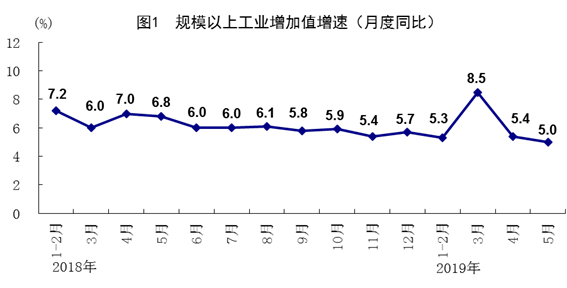 图1 规模以上工业增加值增速（月度同比）
(%)
12
10
8
6
4
2
0
7.2
6.0
7.0
6.8
6.0
6.0
6.1
5.8
5.9
5.4
5.7
5.3
8.5
5.4
5.0
1-2月
3月
4月
5月
6月
7月
8月
9月
10月
11月
12月
1-2月
3月
4月
5月
2018年
2019年